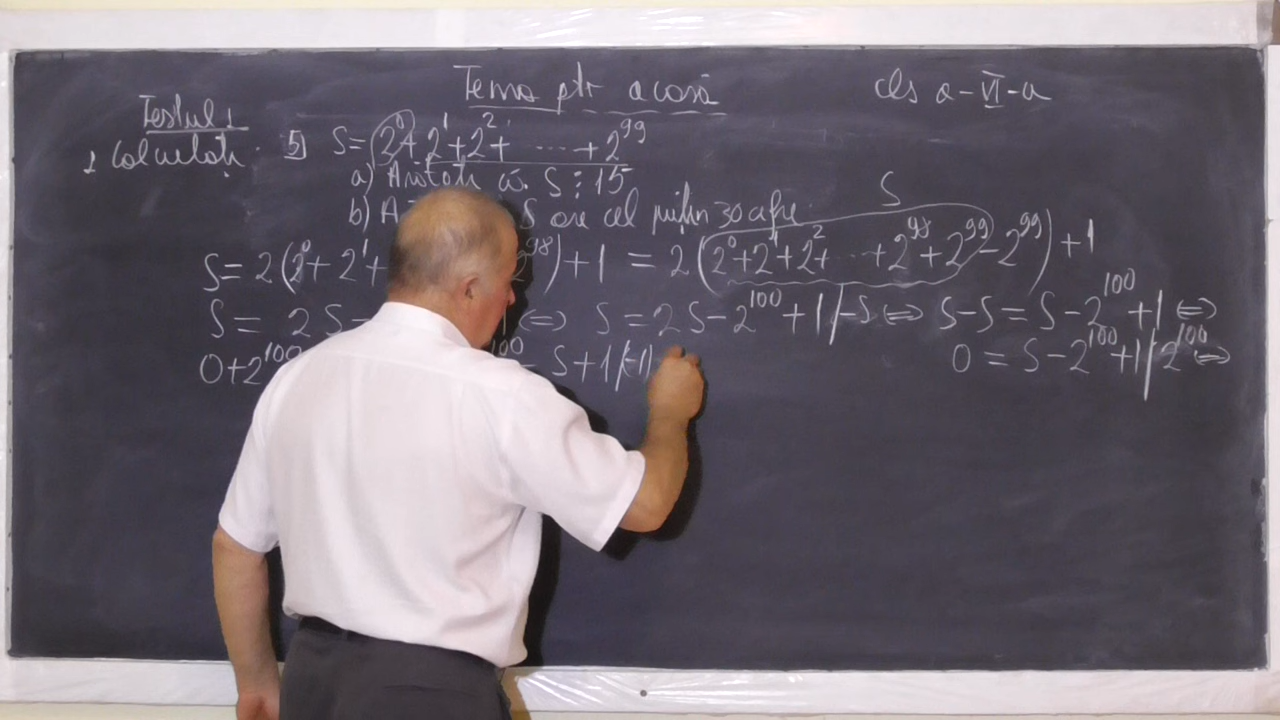 Tema ptr acasă cls a-VI-a
Testul 1
1 Calculați. 5) S=2⁰+2¹+2²+ ...... +2⁹⁹
a) Arătați că S ⋮ 15
b) A S are cel puțin 30 cifre
S
S=2(2⁰+2¹+ 2⁹⁸)+1 = 2(2⁰+2¹+2²+ ... +2⁹⁸+2⁹⁹-2⁹⁹)+1
S= 2S- 1 ⇔ S=2S-2¹⁰⁰+1/-S ⇔ S-S=S-2¹⁰⁰+1 ⇔
0=S-2¹⁰⁰+1/+2¹⁰⁰ ⇔
0+2¹⁰⁰ ¹⁰⁰ = S+1/(-1)